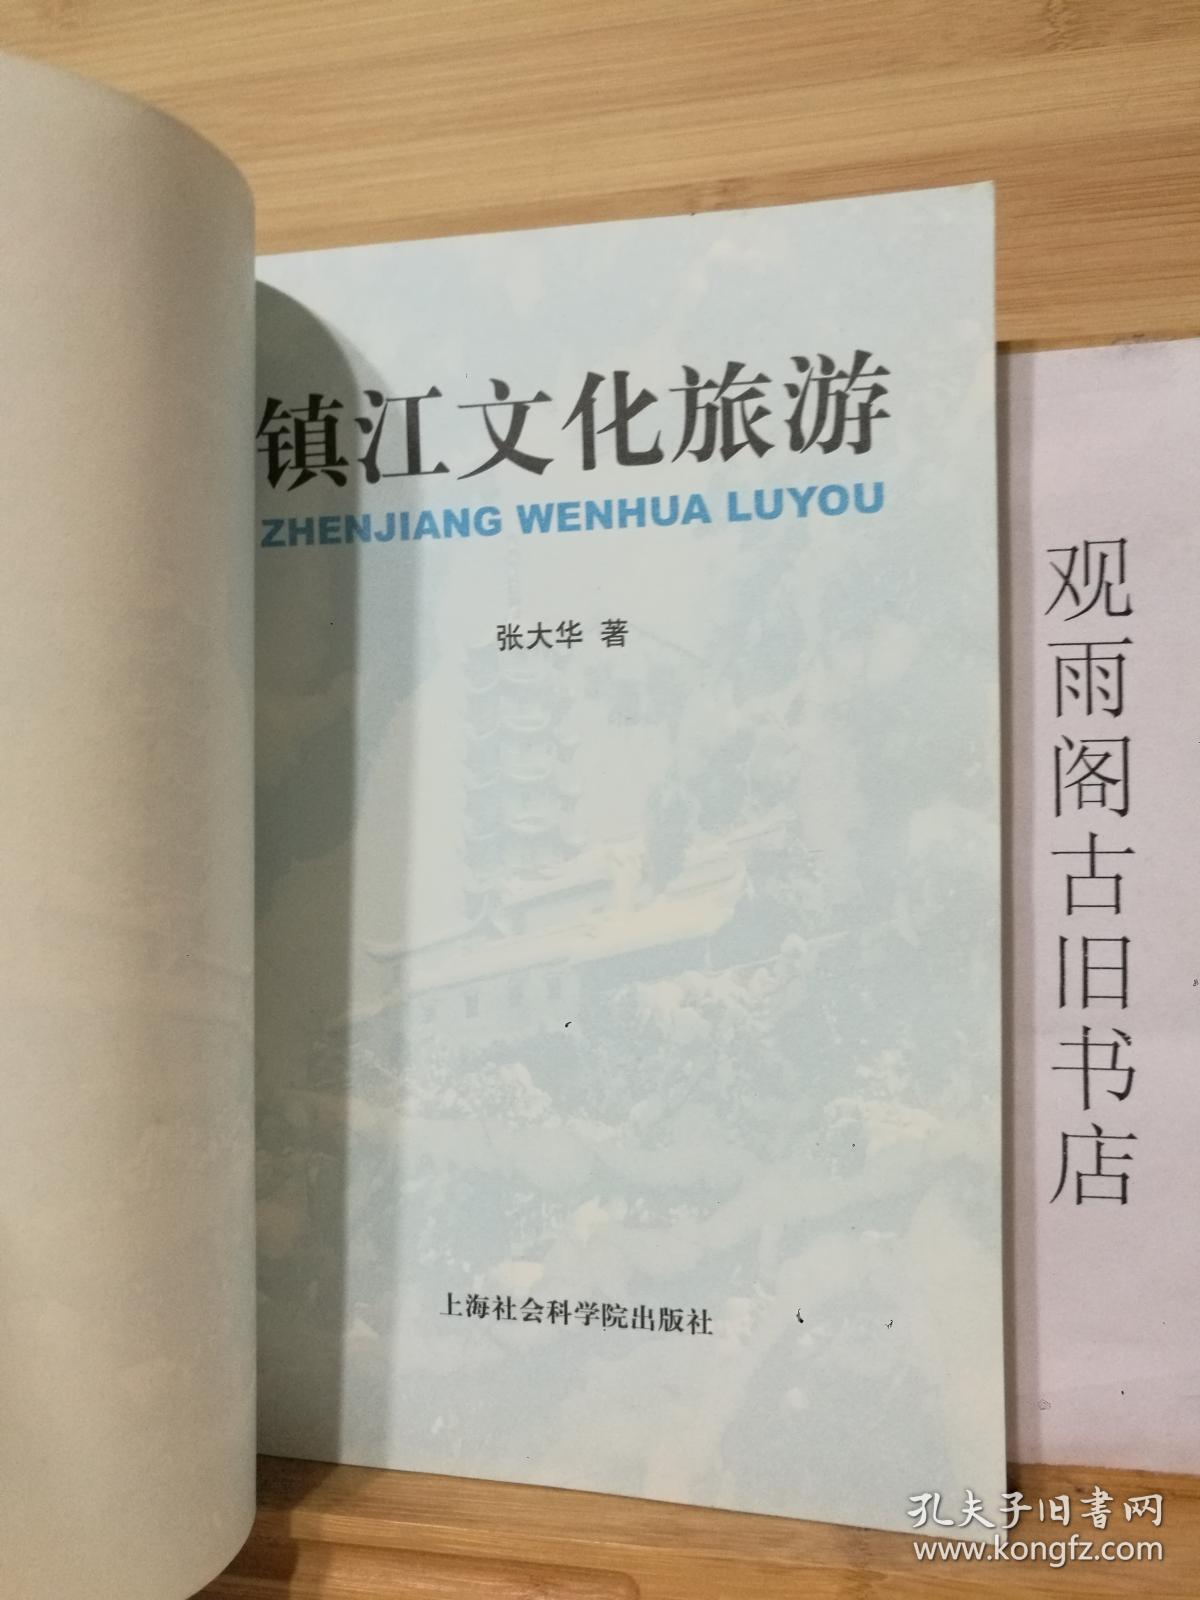 镇江文化旅游
ZHENJIANG WENHUA LUYOU
张大华 著
上海社会科学院出版社
观雨阁古旧书店
孔夫子旧书网
www.kongfz.com